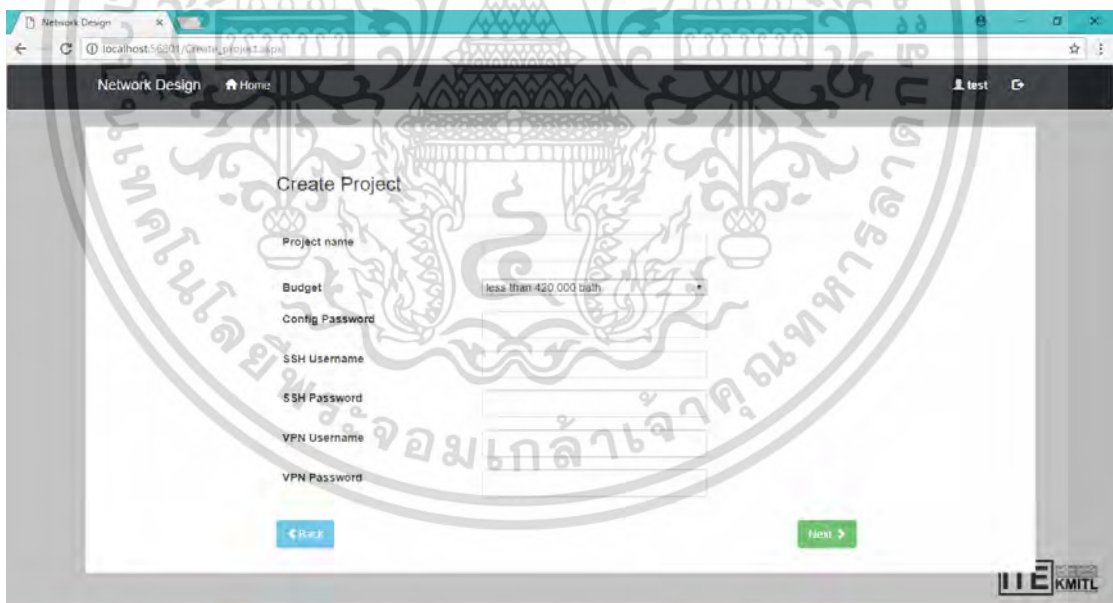 Network Design
localhost:56801/Create_project.aspx
Network Design Home test
Create Project
Project name
Budget less than 420,000 bath
Config Password
SSH Username
SSH Password
VPN Username
VPN Password
Back Next
KMITL